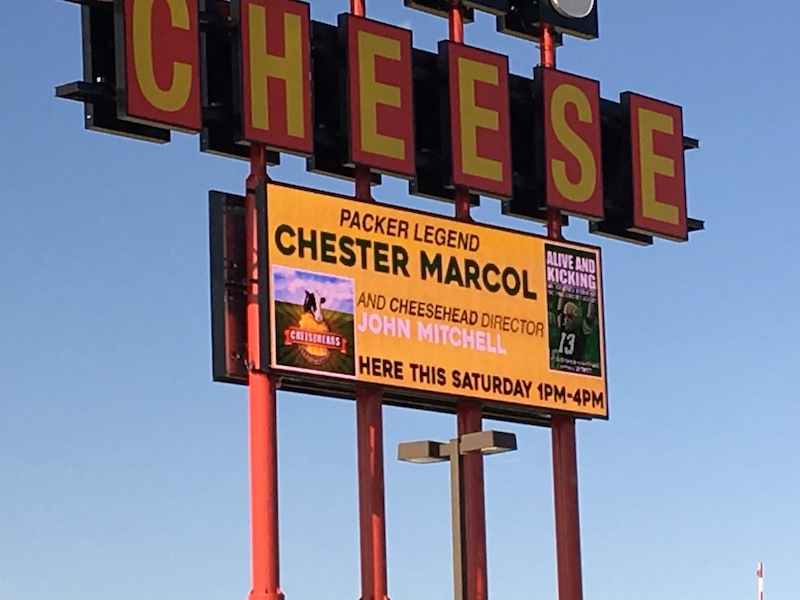 CHEESE
PACKER LEGEND
CHESTER MARCOL
ALIVE AND
KICKING
AND CHEESEHEAD DIRECTOR
JOHN MITCHELL
CHEESEHEADS
13
HERE THIS SATURDAY 1PM-4PM